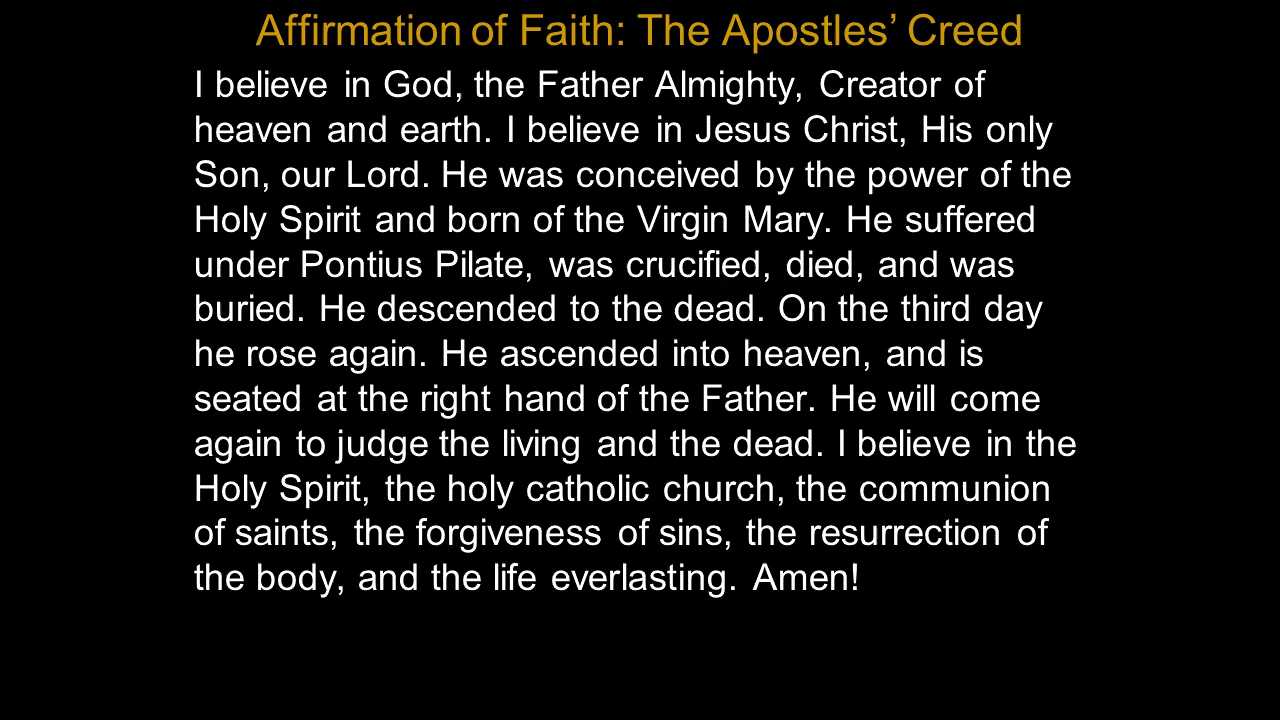 Affirmation of Faith: The Apostles’ Creed
I believe in God, the Father Almighty, Creator of
heaven and earth. I believe in Jesus Christ, His only
Son, our Lord. He was conceived by the power of the
Holy Spirit and born of the Virgin Mary. He suffered
under Pontius Pilate, was crucified, died, and was
buried. He descended to the dead. On the third day
he rose again. He ascended into heaven, and is
seated at the right hand of the Father. He will come
again to judge the living and the dead. I believe in the
Holy Spirit, the holy catholic church, the communion
of saints, the forgiveness of sins, the resurrection of
the body, and the life everlasting. Amen!